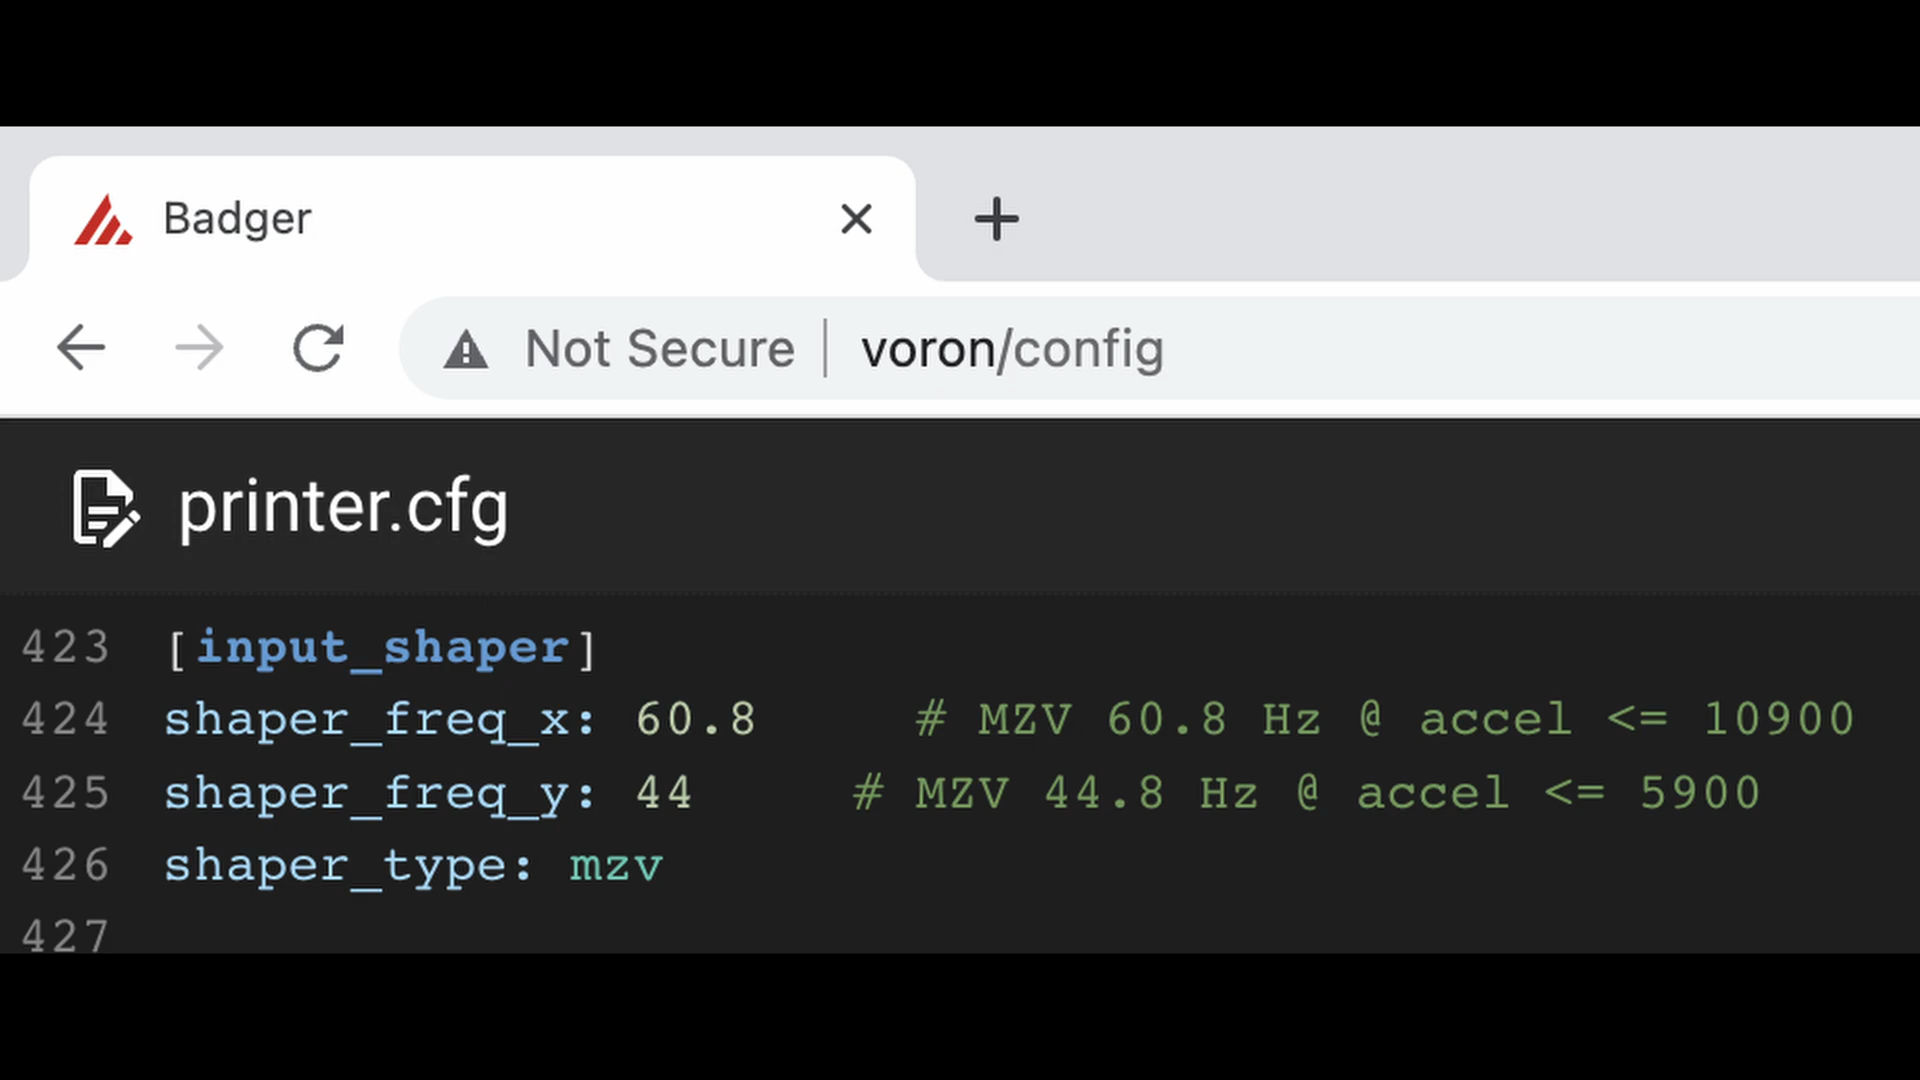 Badger
Not Secure | voron/config
printer.cfg
423 [input_shaper]
424 shaper_freq_x: 60.8 # MZV 60.8 Hz @ accel <= 10900
425 shaper_freq_y: 44 # MZV 44.8 Hz @ accel <= 5900
426 shaper_type: mzv
427